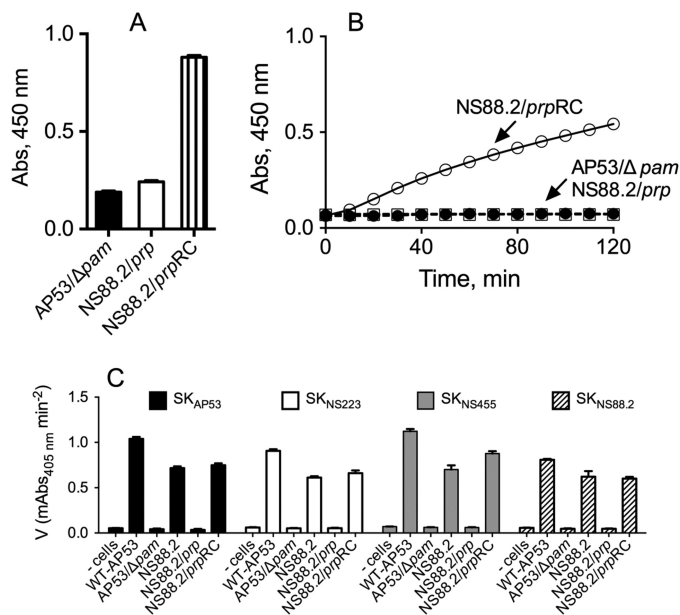 A
Abs, 450 nm
1.0
0.5
0.0
AP53/Δpam
NS88.2/prp
NS88.2/prpRC
B
Abs, 450 nm
1.0
0.5
0.0
NS88.2/prpRC
AP53/Δ pam
NS88.2/prp
0 40 80 120
Time, min
C
SKAP53 SKNS223 SKNS455 SKNS88.2
V (mAbs405 nm min-2)
1.5
1.0
0.5
0.0
- cells WT-AP53 AP53/Δpam NS88.2 NS88.2/prp NS88.2/prpRC - cells WT-AP53 AP53/Δpam NS88.2 NS88.2/prp NS88.2/prpRC - cells WT-AP53 AP53/Δpam NS88.2 NS88.2/prp NS88.2/prpRC - cells WT-AP53 AP53/Δpam NS88.2 NS88.2/prp NS88.2/prpRC